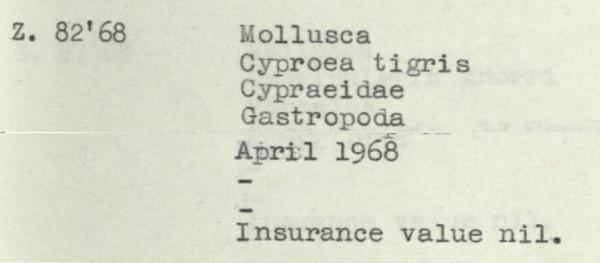 Z. 82'68 Mollusca
Cyproea tigris
Cypraeidae
Gastropoda
April 1968
-
-
Insurance value nil.